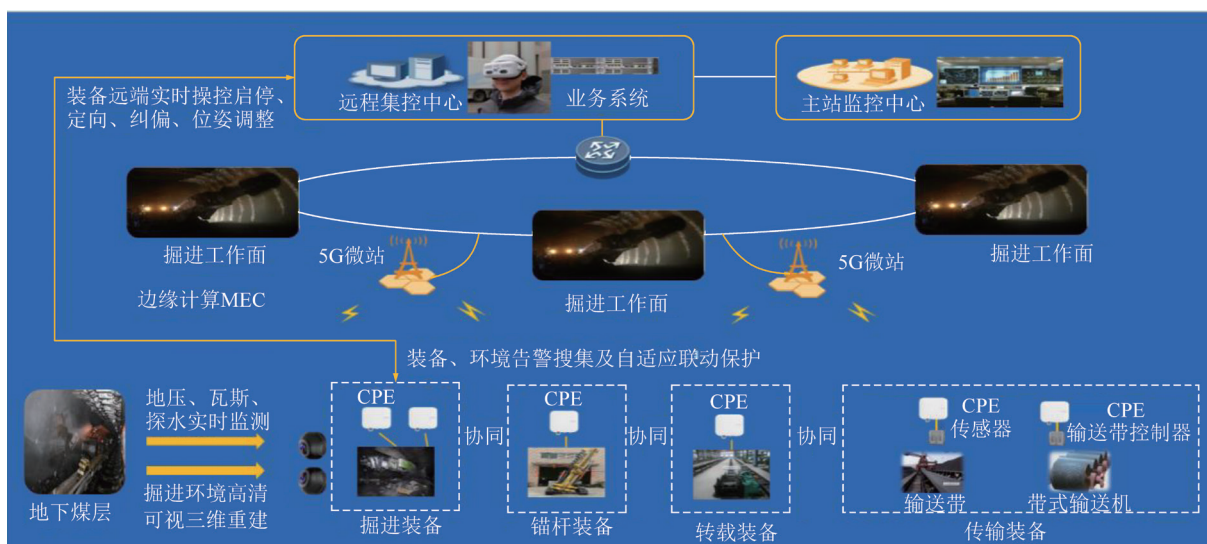 远程集控中心
业务系统
主站监控中心
装备远端实时操控启停、
定向、纠偏、位姿调整
掘进工作面
5G微站
掘进工作面
5G微站
掘进工作面
边缘计算MEC
装备、环境告警搜集及自适应联动保护
地压、瓦斯、
探水实时监测
掘进环境高清
可视三维重建
地下煤层
CPE
掘进装备
协同
CPE
锚杆装备
协同
CPE
转载装备
协同
CPE
传感器
输送带
CPE
输送带控制器
带式输送机
传输装备